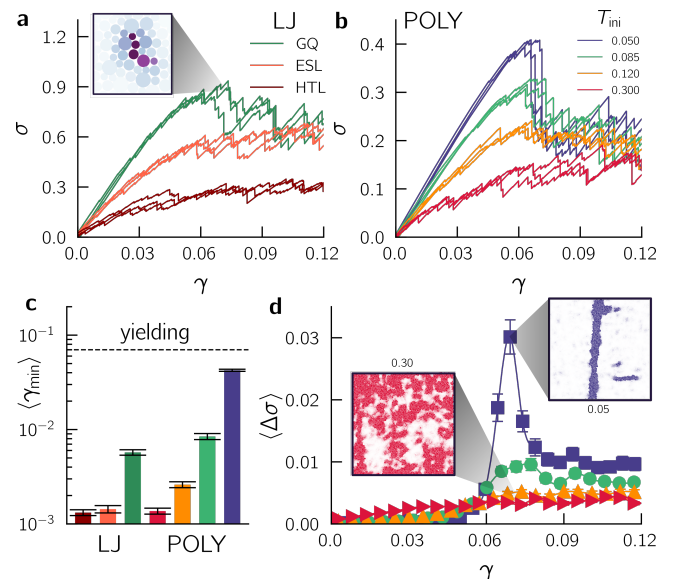 a
LJ
GQ
ESL
HTL
σ
1.2
0.9
0.6
0.3
0.0
0.0
0.03
0.06
0.09
0.12
γ
b
POLY
T_ini
0.050
0.085
0.120
0.300
σ
0.4
0.3
0.2
0.1
0.0
0.0
0.03
0.06
0.09
0.12
γ
c
yielding
⟨γ_min⟩
10⁻¹
10⁻²
10⁻³
LJ
POLY
d
0.30
0.05
⟨Δσ⟩
0.03
0.02
0.01
0.00
0.0
0.03
0.06
0.09
0.12
γ